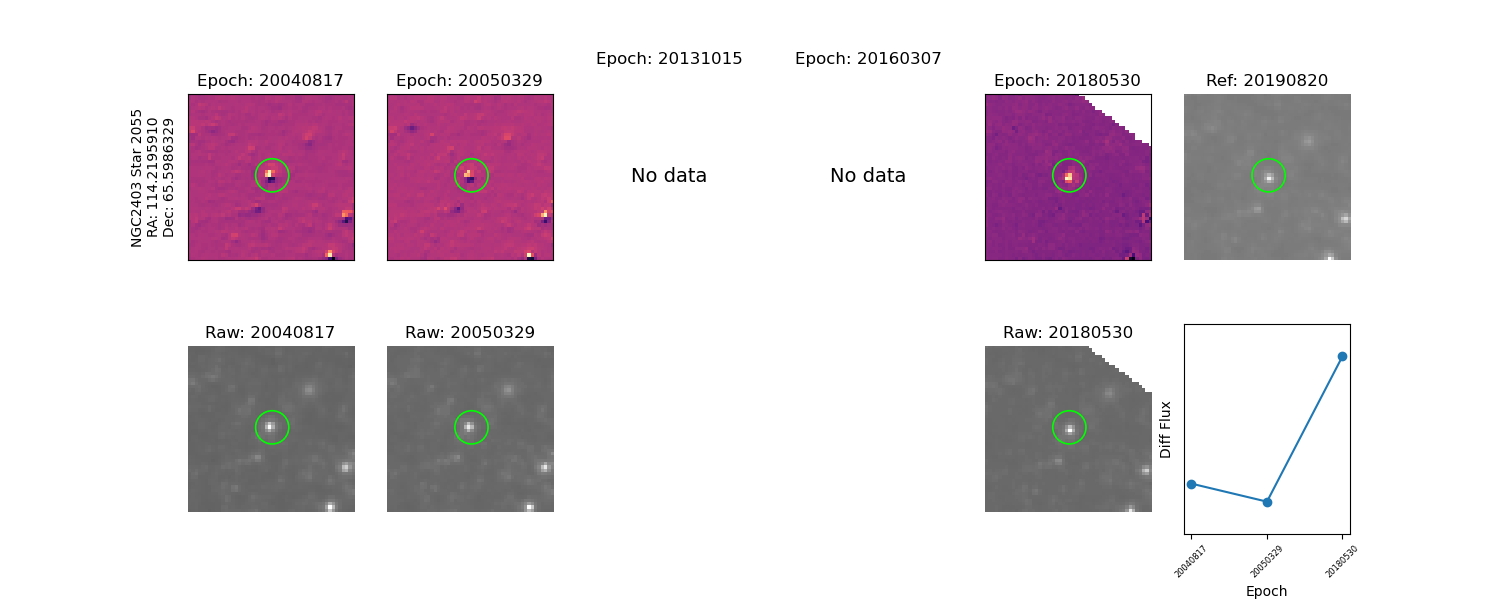 Epoch: 20040817
Epoch: 20050329
Epoch: 20131015
Epoch: 20160307
Epoch: 20180530
Ref: 20190820
NGC2403 Star 2055
RA: 114.2195910
Dec: 65.5986329
No data
No data
Raw: 20040817
Raw: 20050329
Raw: 20180530
Diff Flux
20040817
20050329
20180530
Epoch